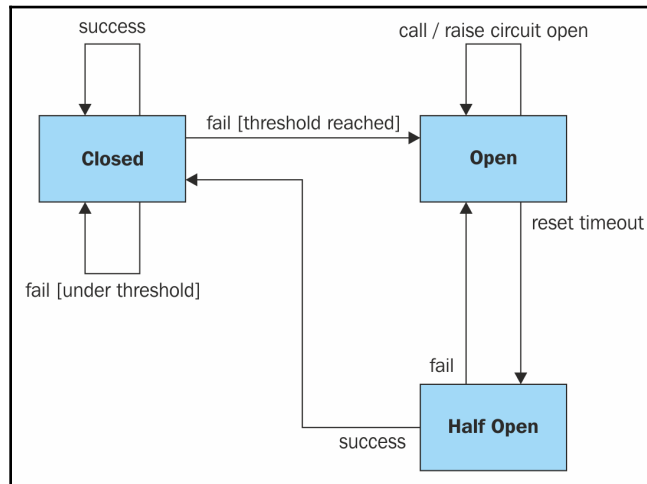 success
call / raise circuit open
fail [threshold reached]
Closed
Open
reset timeout
fail [under threshold]
fail
Half Open
success